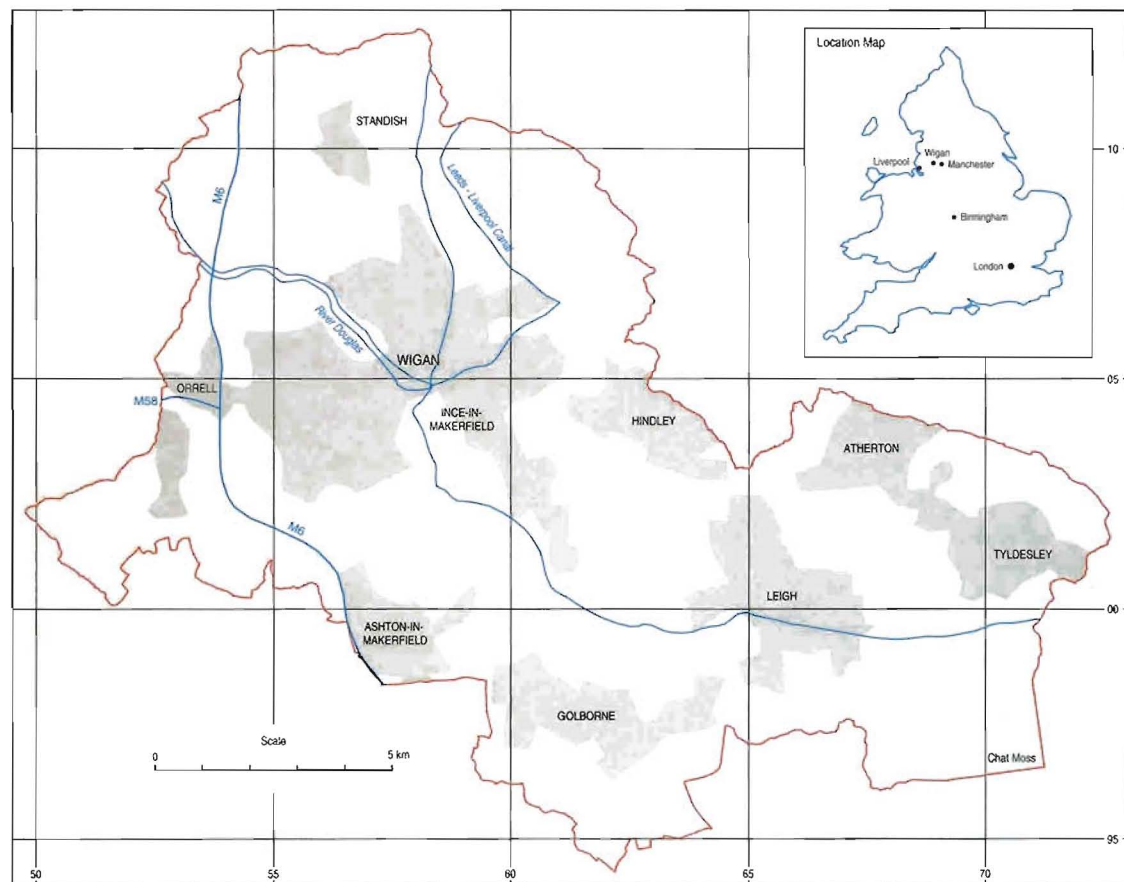 Location Map
Wigan
Liverpool
Manchester
Birmingham
London
STANDISH
10
M6
Leeds - Liverpool Canal
River Douglas
WIGAN
05
ORRELL
M58
INCE-IN-
MAKERFIELD
HINDLEY
ATHERTON
M6
TYLDESLEY
LEIGH
00
ASHTON-IN-
MAKERFIELD
GOLBORNE
Scale
0
5 km
Chat Moss
95
50
55
60
65
70